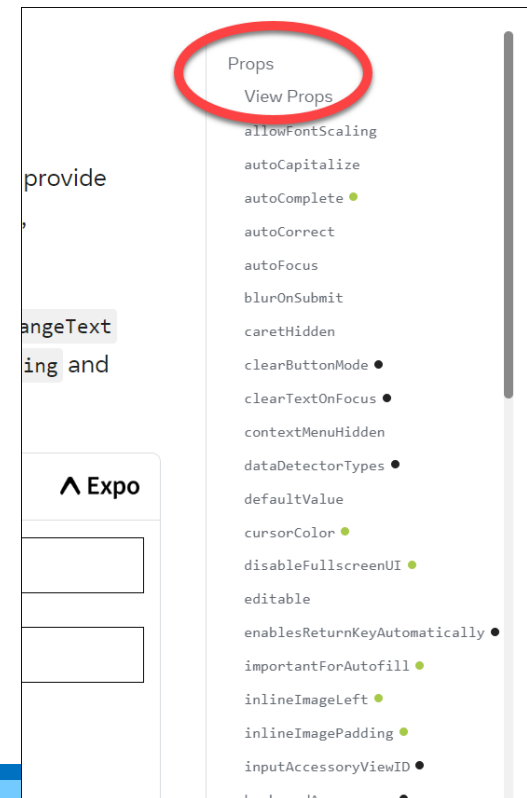 Props
View Props
allowFontScaling
autoCapitalize
provide
autoComplete
,
autoCorrect
autoFocus
blurOnSubmit
angeText
caretHidden
ing and
clearButtonMode
clearTextOnFocus
contextMenuHidden
dataDetectorTypes
Expo
defaultValue
cursorColor
disableFullscreenUI
editable
enablesReturnKeyAutomatically
importantForAutofill
inlineImageLeft
inlineImagePadding
inputAccessoryViewID